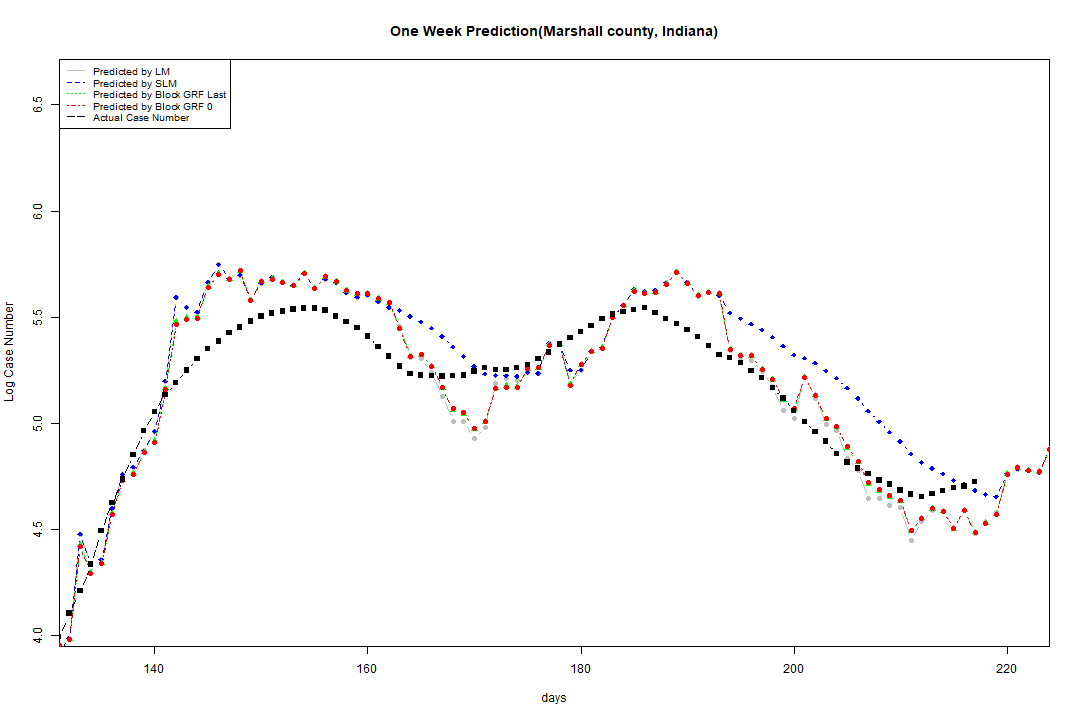 One Week Prediction(Marshall county, Indiana)
Predicted by LM
Predicted by SLM
Predicted by Block GRF Last
Predicted by Block GRF 0
Actual Case Number
6.5
6.0
5.5
5.0
4.5
4.0
Log Case Number
140 160 180 200 220
days